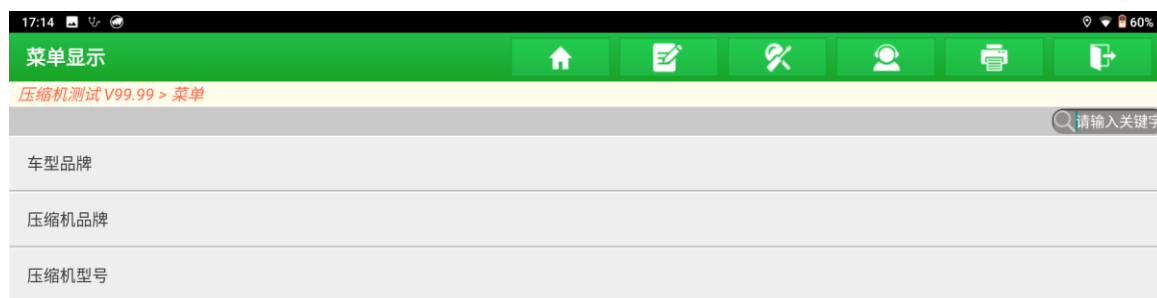 17:14 60%
菜单显示
压缩机测试 V99.99 > 菜单
请输入关键字
车型品牌
压缩机品牌
压缩机型号